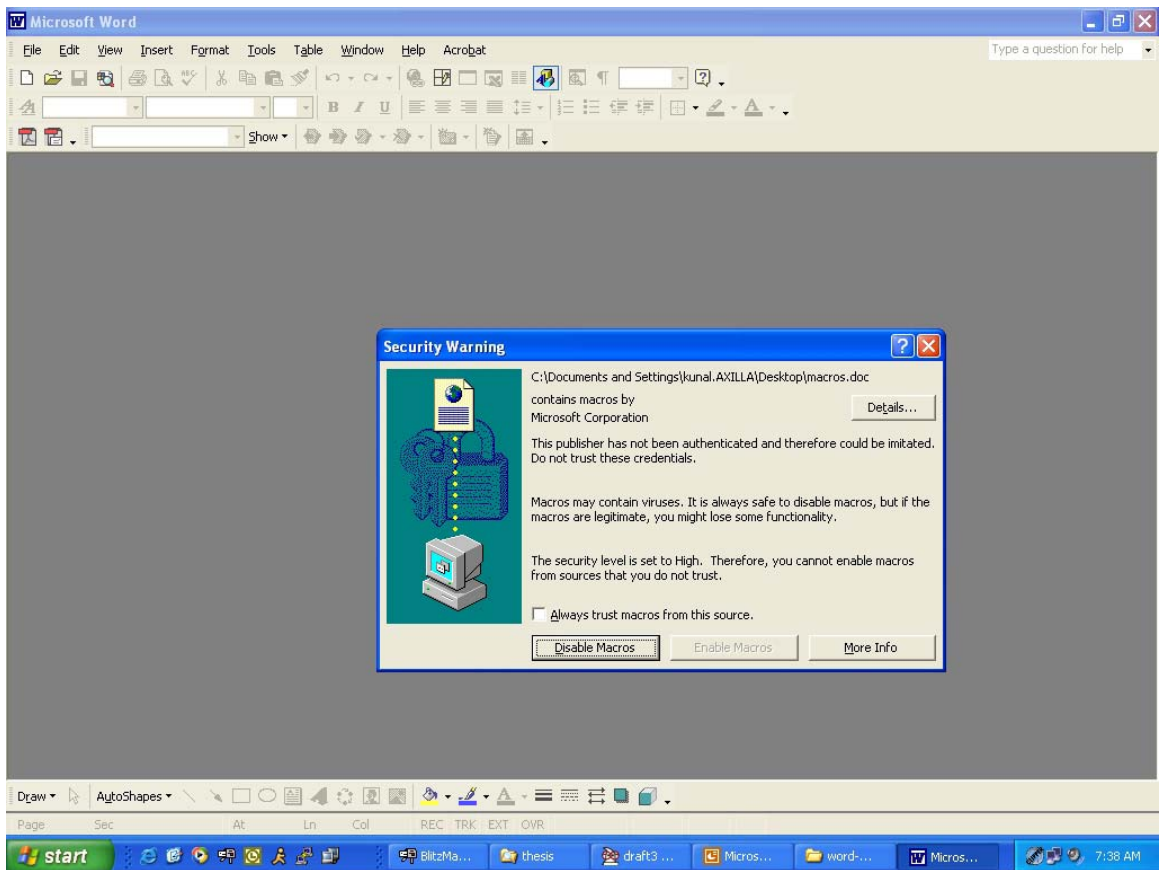 Microsoft Word
File Edit View Insert Format Tools Table Window Help Acrobat Type a question for help
B I U
Show
Security Warning
C:\Documents and Settings\kunal.AXILLA\Desktop\macros.doc
contains macros by
Microsoft Corporation
Details...
This publisher has not been authenticated and therefore could be imitated.
Do not trust these credentials.
Macros may contain viruses. It is always safe to disable macros, but if the
macros are legitimate, you might lose some functionality.
The security level is set to High. Therefore, you cannot enable macros
from sources that you do not trust.
Always trust macros from this source.
Disable Macros Enable Macros More Info
Draw AutoShapes
Page Sec At Ln Col REC TRK EXT OVR
start BlitzMa... thesis draft3 ... Micros... word-... Micros... 7:38 AM